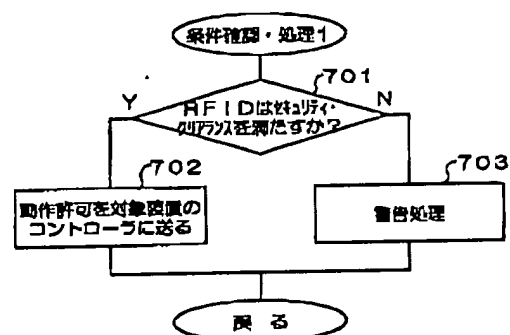 条件確認・処理1
701
Y
N
RFIDはセキュリティ・
クリアランスを満たすか？
702
703
動作許可を対象装置の
コントローラに送る
警告処理
戻る